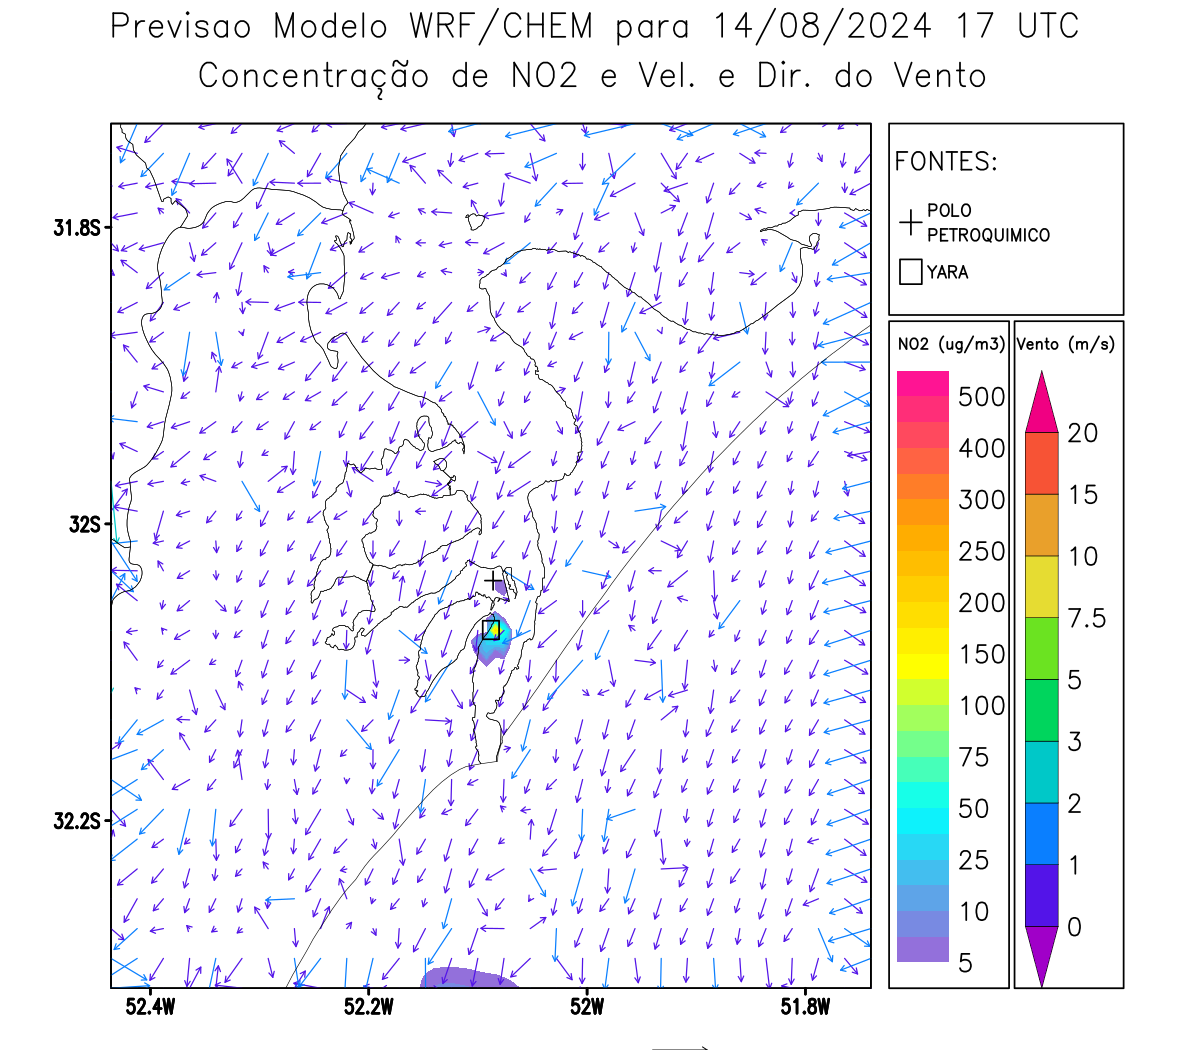 Previsao Modelo WRF/CHEM para 14/08/2024 17 UTC
Concentração de NO2 e Vel. e Dir. do Vento
FONTES:
POLO
PETROQUIMICO
YARA
NO2 (ug/m3)
500
400
300
250
200
150
100
75
50
25
10
5
Vento (m/s)
20
15
10
7.5
5
3
2
1
0
31.8S
32S
32.2S
52.4W
52.2W
52W
51.8W